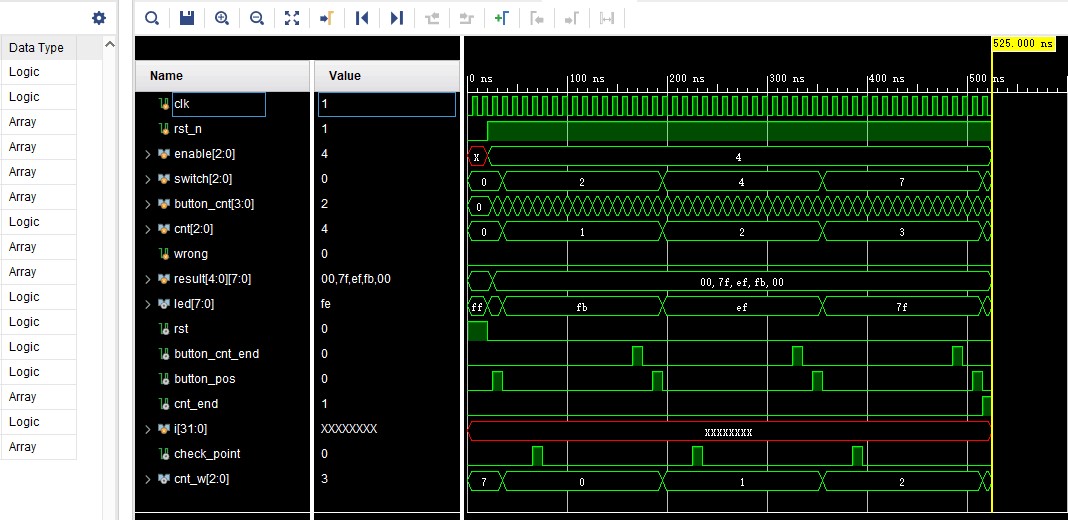 525.000 ns
0 ns 100 ns 200 ns 300 ns 400 ns 500 ns
Data Type Name Value
Logic clk 1
Logic rst_n 1
Array enable[2:0] 4 X 4
Array switch[2:0] 0 0 2 4 7
Array button_cnt[3:0] 2 0
Array cnt[2:0] 4 0 1 2 3
Logic wrong 0
Array result[4:0][7:0] 00,7f,ef,fb,00 00,7f,ef,fb,00
Array led[7:0] fe ff fb ef 7f
Logic rst 0
Logic button_cnt_end 0
Logic button_pos 0
Logic cnt_end 1
Array i[31:0] XXXXXXXX XXXXXXXX
Logic check_point 0
Array cnt_w[2:0] 3 7 0 1 2